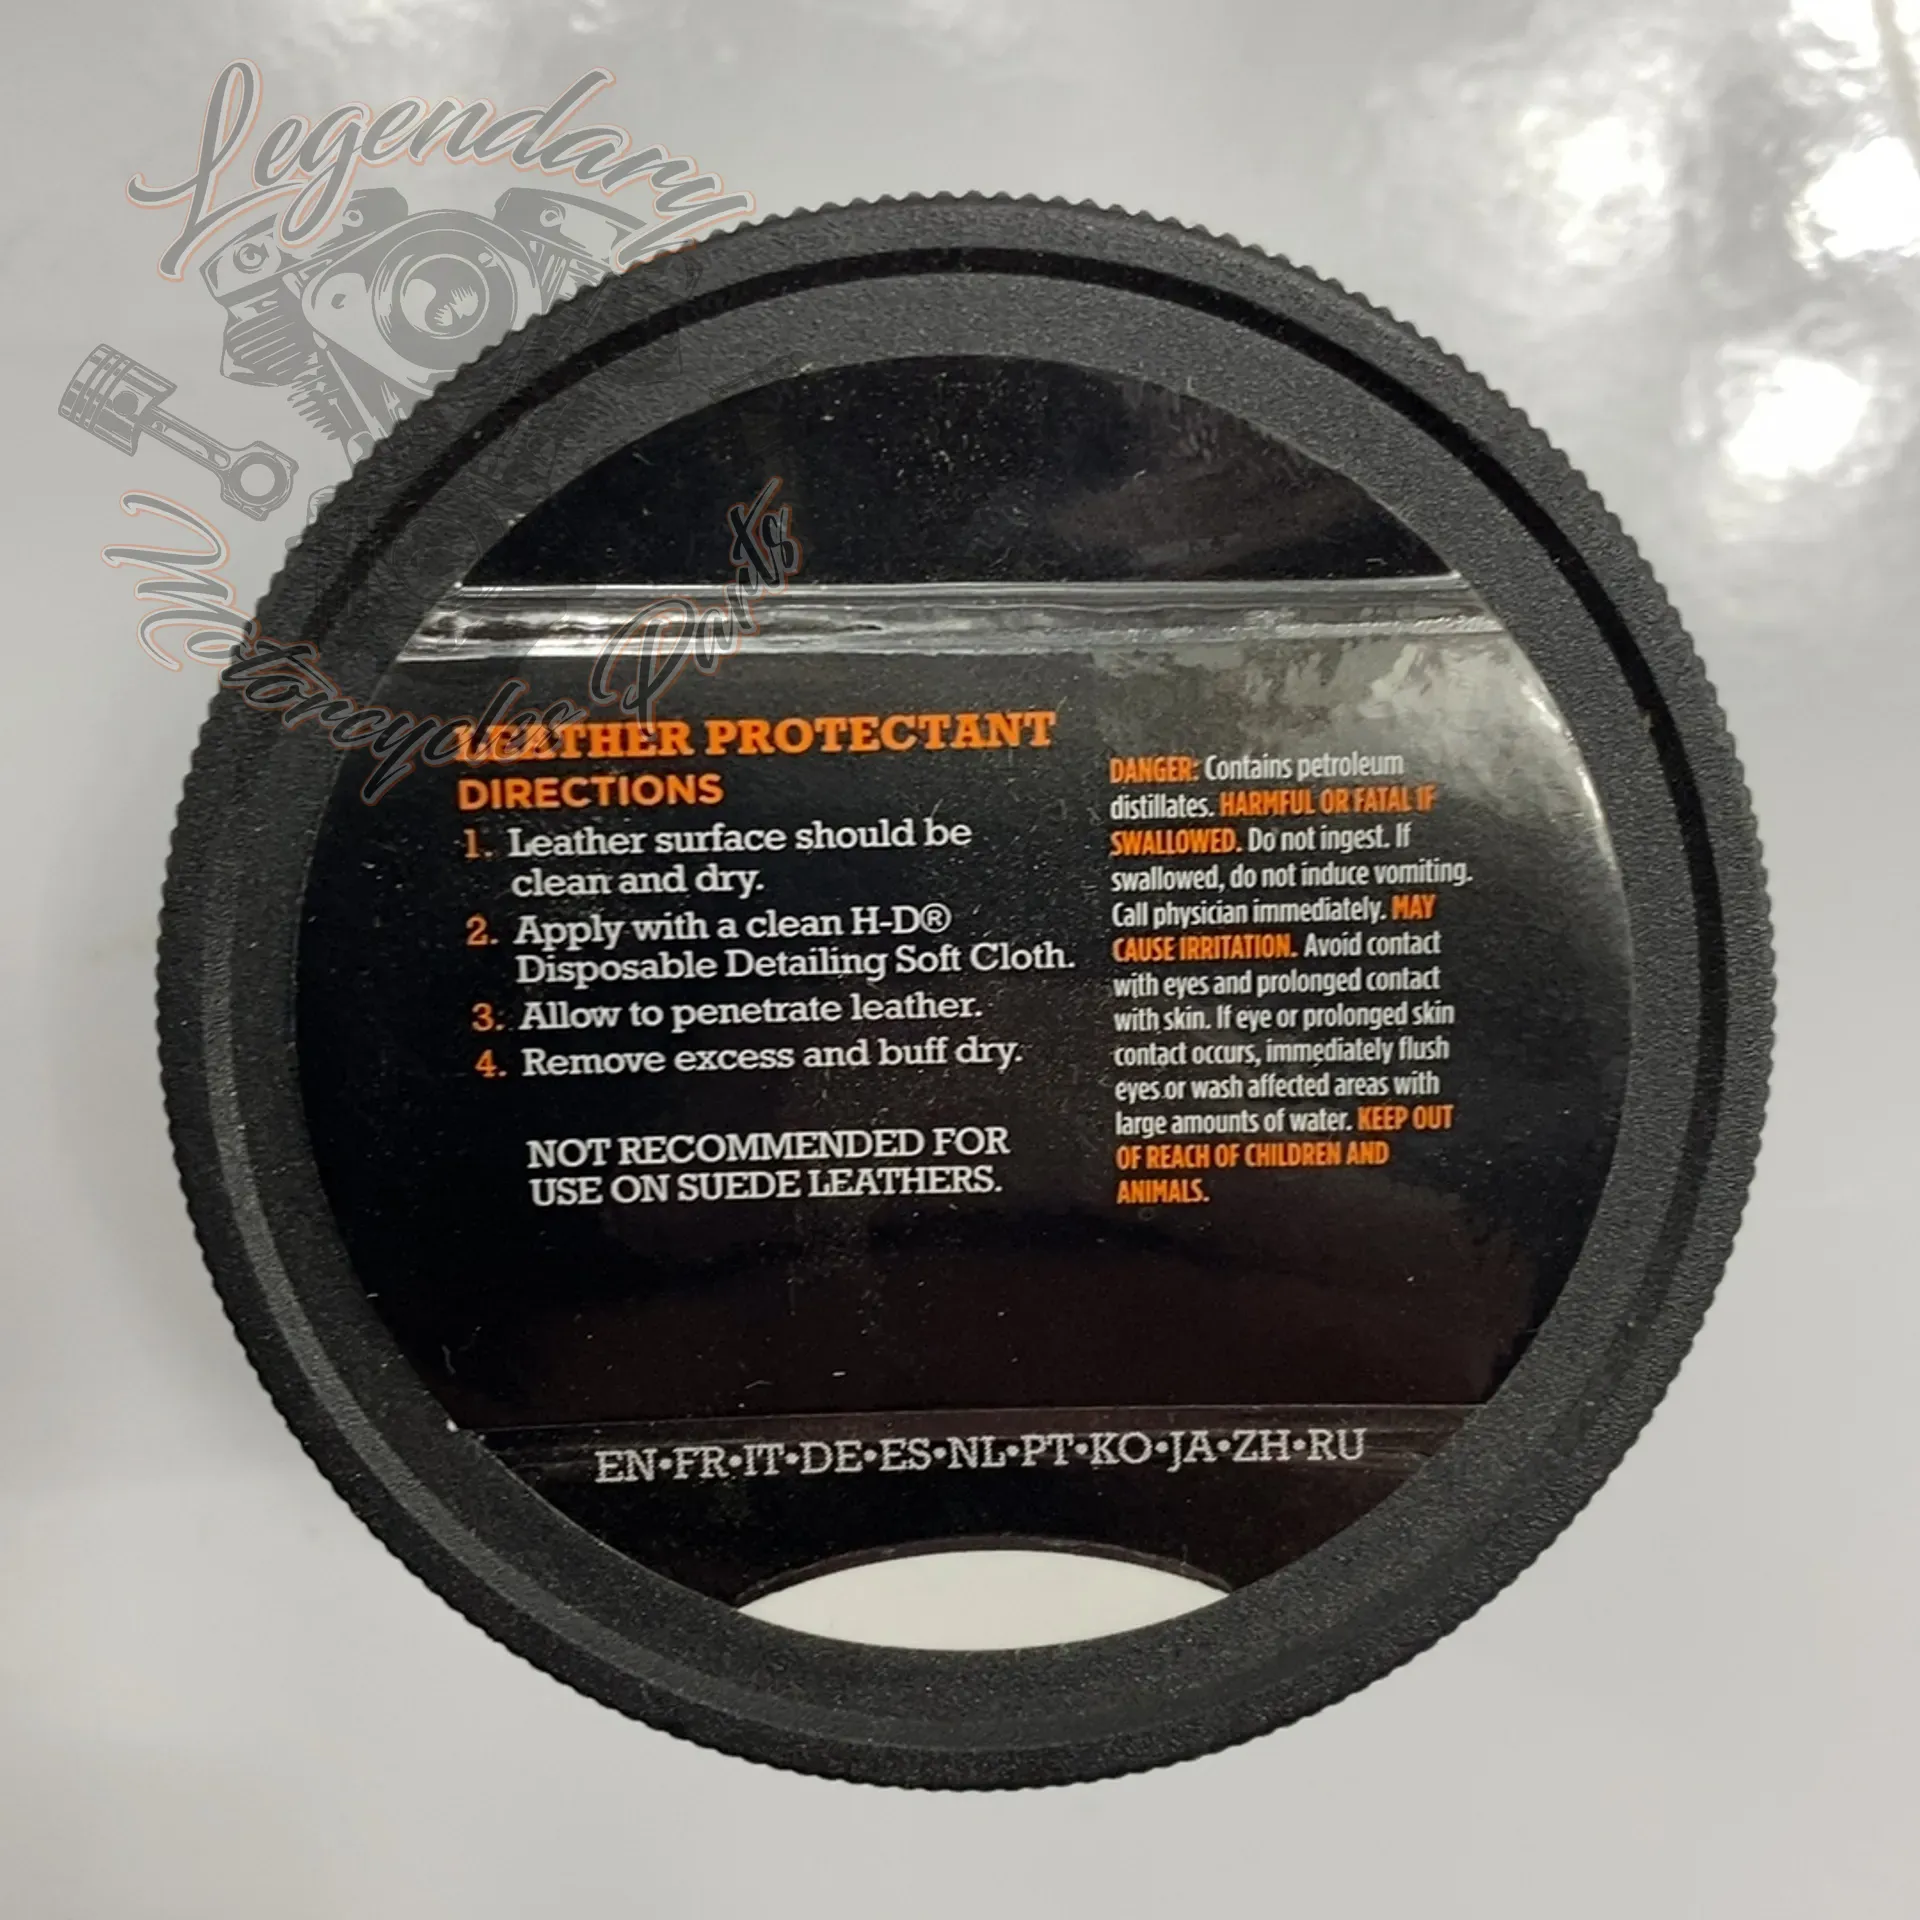 Legendary
Motorcycles Parts
LEATHER PROTECTANT
DIRECTIONS
1. Leather surface should be
clean and dry.
2. Apply with a clean H-D®
Disposable Detailing Soft Cloth.
3. Allow to penetrate leather.
4. Remove excess and buff dry.
NOT RECOMMENDED FOR
USE ON SUEDE LEATHERS.
DANGER: Contains petroleum
distillates. HARMFUL OR FATAL IF
SWALLOWED. Do not ingest. If
swallowed, do not induce vomiting.
Call physician immediately. MAY
CAUSE IRRITATION. Avoid contact
with eyes and prolonged contact
with skin. If eye or prolonged skin
contact occurs, immediately flush
eyes or wash affected areas with
large amounts of water. KEEP OUT
OF REACH OF CHILDREN AND
ANIMALS.
EN•FR•IT•DE•ES•NL•PT•KO•JA•ZH•RU